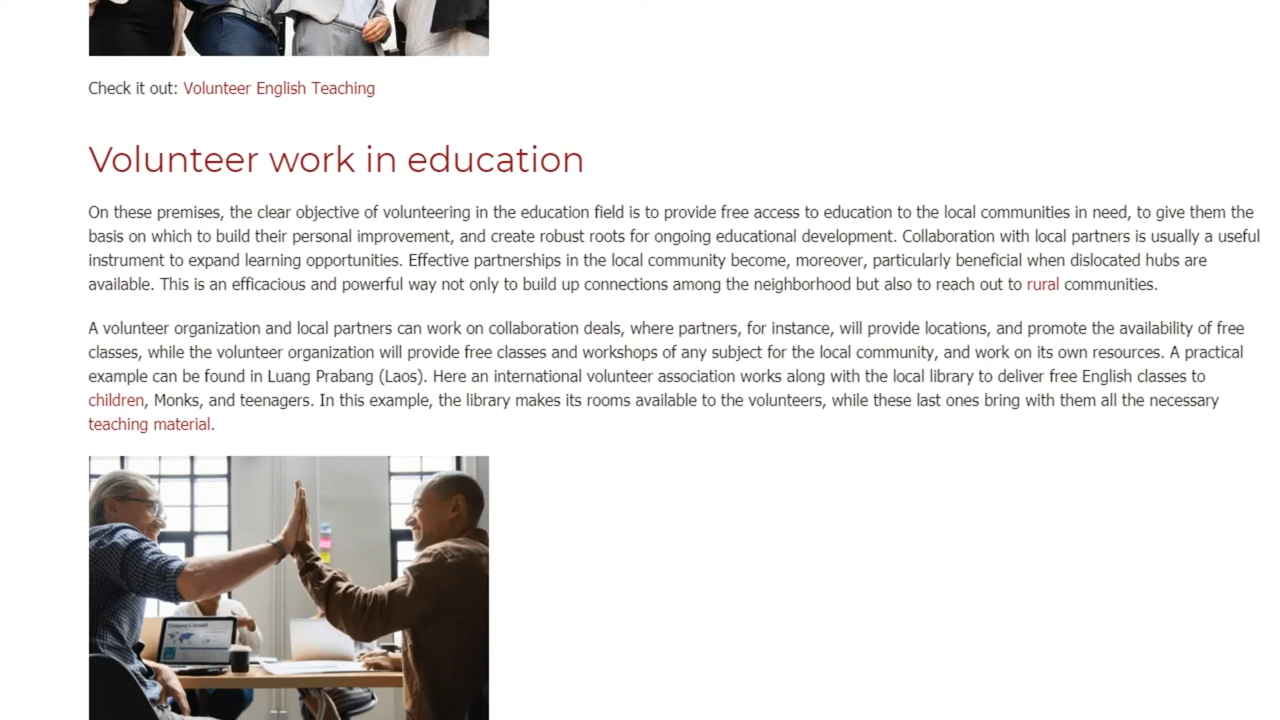 Check it out: Volunteer English Teaching
Volunteer work in education
On these premises, the clear objective of volunteering in the education field is to provide free access to education to the local communities in need, to give them the
basis on which to build their personal improvement, and create robust roots for ongoing educational development. Collaboration with local partners is usually a useful
instrument to expand learning opportunities. Effective partnerships in the local community become, moreover, particularly beneficial when dislocated hubs are
available. This is an efficacious and powerful way not only to build up connections among the neighborhood but also to reach out to rural communities.
A volunteer organization and local partners can work on collaboration deals, where partners, for instance, will provide locations, and promote the availability of free
classes, while the volunteer organization will provide free classes and workshops of any subject for the local community, and work on its own resources. A practical
example can be found in Luang Prabang (Laos). Here an international volunteer association works along with the local library to deliver free English classes to
children, Monks, and teenagers. In this example, the library makes its rooms available to the volunteers, while these last ones bring with them all the necessary
teaching material.
Company's Growth